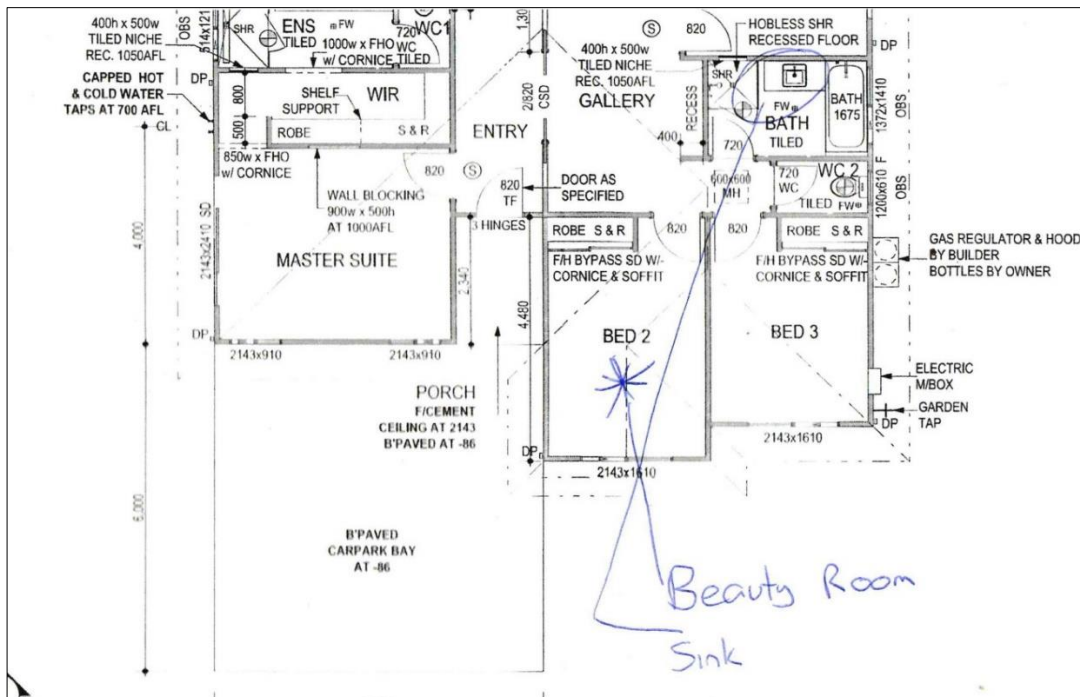 400h x 500w
TILED NICHE
REC. 1050AFL
OBS
514x121
SHR
ENS
TILED
FW
720
WC
WC1
TILED
1000w x FHO
w/ CORNICE
CAPPED HOT
& COLD WATER
TAPS AT 700 AFL
DP
GL
800
500
SHELF
SUPPORT
WIR
ROBE
S & R
850w x FHO
w/ CORNICE
WALL BLOCKING
900w x 500h
AT 1000AFL
ENTRY
820
S
820
TF
DOOR AS
SPECIFIED
3 HINGES
2/820
CSD
1,30
S
820
400h x 500w
TILED NICHE
REC. 1050AFL
GALLERY
RECESS
400
HOBLESS SHR
RECESSED FLOOR
SHR
FW
BATH
TILED
BATH
1675
DP
1372x1410
OBS
720
600x600
MH
720
WC
WC 2
TILED
FW
1200x610 F
OBS
4,000
2143x2410 SD
MASTER SUITE
2,340
DP
2143x910
2143x910
ROBE S & R
820
820
ROBE S & R
F/H BYPASS SD W/-
CORNICE & SOFFIT
F/H BYPASS SD W/-
CORNICE & SOFFIT
GAS REGULATOR & HOOD
BY BUILDER
BOTTLES BY OWNER
4,480
BED 2
BED 3
ELECTRIC
M/BOX
GARDEN
TAP
DP
2143x1610
PORCH
F/CEMENT
CEILING AT 2143
B'PAVED AT -86
DP
2143x1610
6,000
B'PAVED
CARPARK BAY
AT -86
Beauty Room
Sink